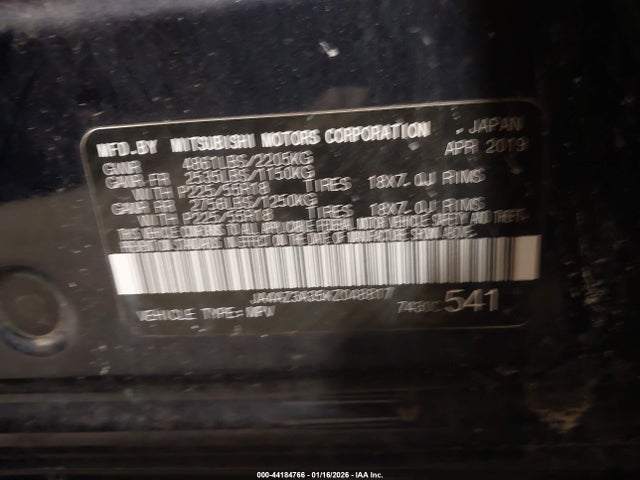 MFD.BY MITSUBISHI MOTORS CORPORATION JAPAN
GVWR 4861LBS/2205KG APR 2019
GAWR FR 2535LBS/1150KG
WITH P225/55R18 TIRES 18X7.0J RIMS
GAWR RR 2756LBS/1250KG
WITH P225/55R18 TIRES 18X7.0J RIMS
THIS VEHICLE CONFORMS TO ALL APPLICABLE FEDERAL MOTOR VEHICLE SAFETY AND THEFT
PREVENTION STANDARDS IN EFFECT ON THE DATE OF MANUFACTURE SHOWN ABOVE.
JA4AZ3A35KZ048817
VEHICLE TYPE: MPV 7430C 541
000-44184766 - 01/16/2026 - IAA Inc.